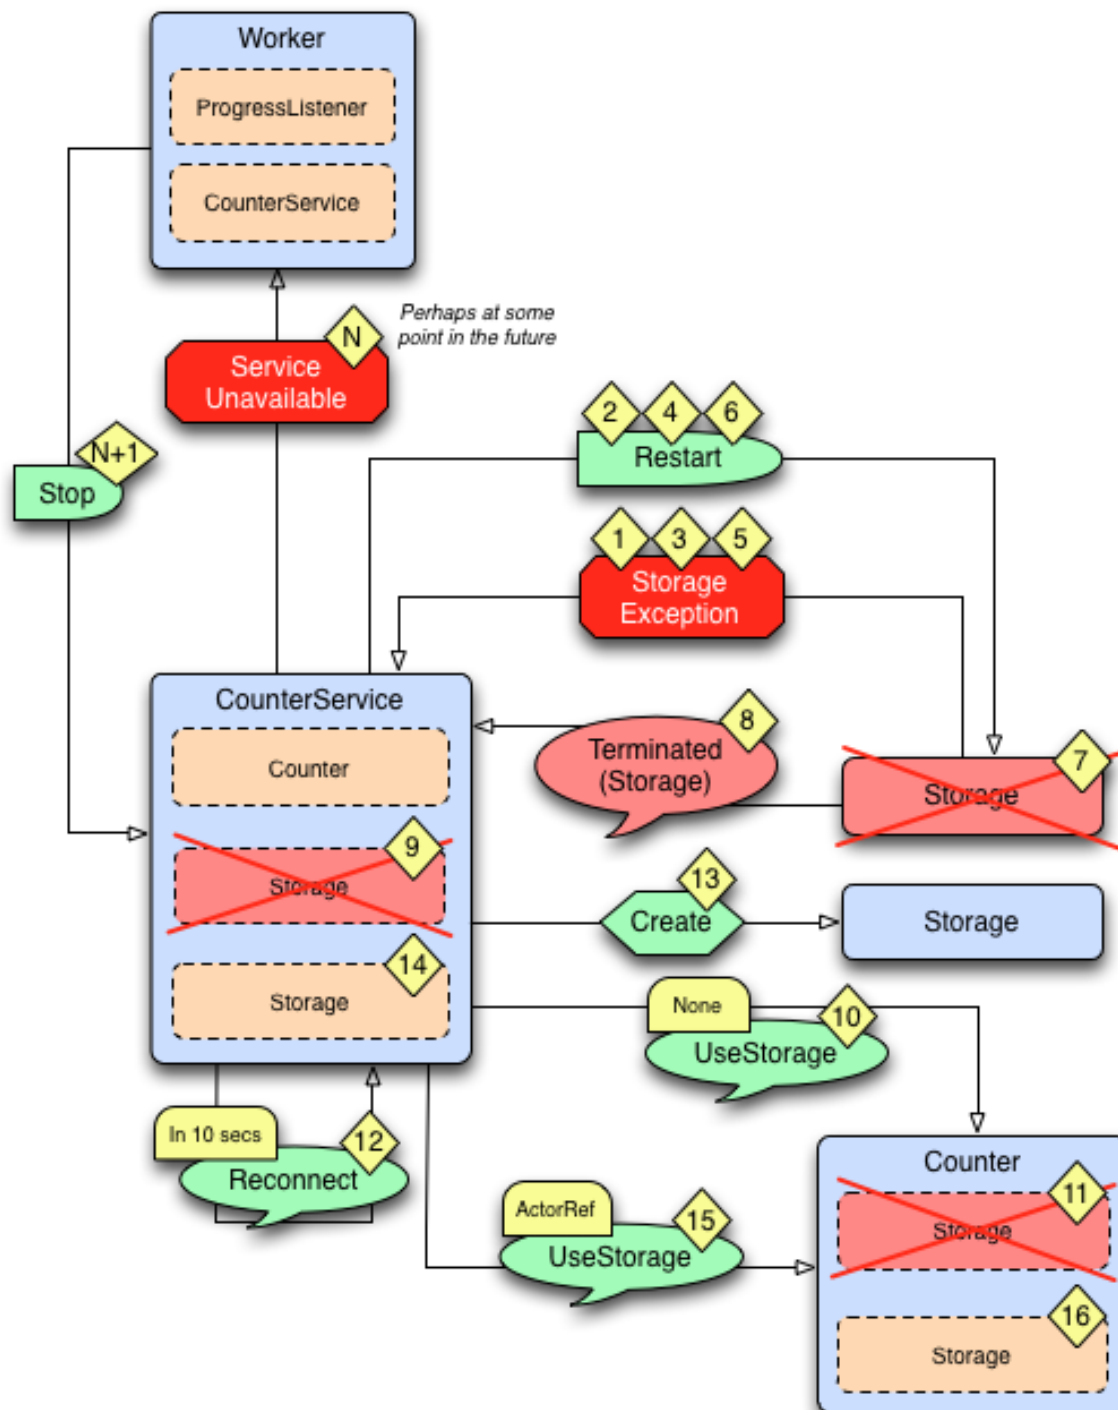 Worker
ProgressListener
CounterService
N
Perhaps at some
point in the future
Service
Unavailable
N+1
Stop
2
4
6
Restart
1
3
5
Storage
Exception
CounterService
Counter
9
Storage
14
Storage
8
Terminated
(Storage)
7
Storage
13
Create
Storage
None
10
UseStorage
In 10 secs
12
Reconnect
ActorRef
15
UseStorage
Counter
11
Storage
16
Storage